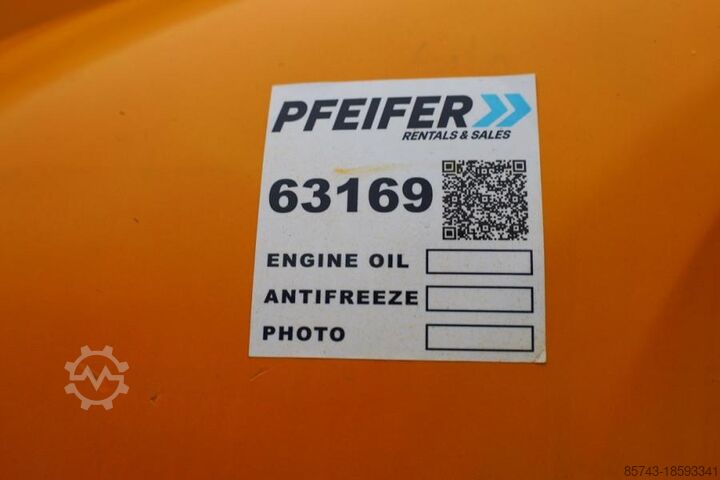 PFEIFER
RENTALS & SALES
63169
ENGINE OIL
ANTIFREEZE
PHOTO
85743-18593341